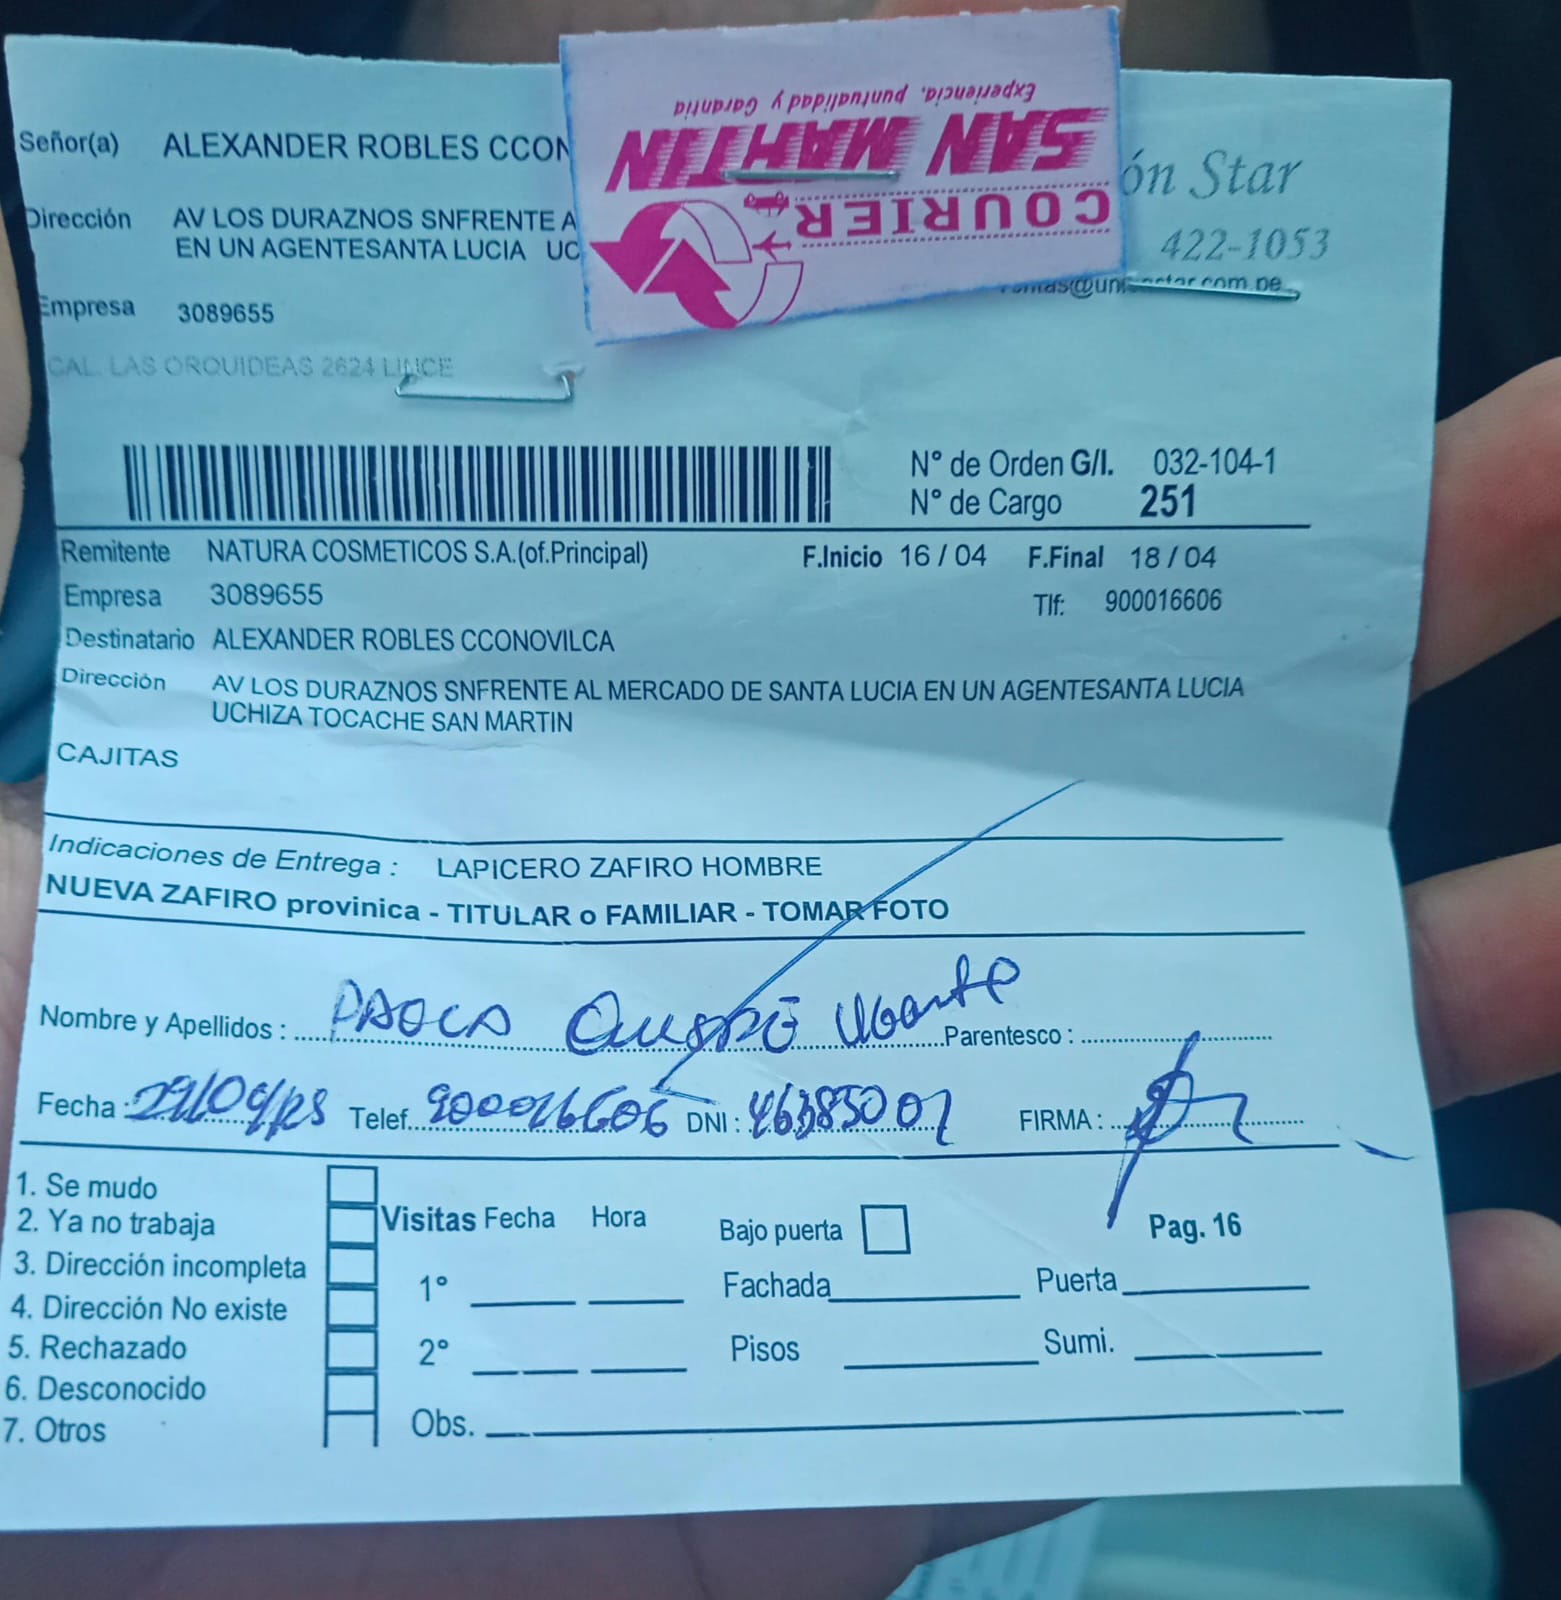 Señor(a) ALEXANDER ROBLES CCON
Dirección AV LOS DURAZNOS SNFRENTE A
EN UN AGENTESANTA LUCIA UC
Empresa 3089655
CAL. LAS ORQUIDEAS 2624 LINCE
COURIER
SAN MARTIN
Experiencia, puntualidad y Garantia
ón Star
422-1053
N° de Orden G/I. 032-104-1
N° de Cargo 251
Remitente NATURA COSMETICOS S.A.(of.Principal) F.Inicio 16 / 04 F.Final 18 / 04
Empresa 3089655 Tlf: 900016606
Destinatario ALEXANDER ROBLES CCONOVILCA
Dirección AV LOS DURAZNOS SNFRENTE AL MERCADO DE SANTA LUCIA EN UN AGENTESANTA LUCIA
UCHIZA TOCACHE SAN MARTIN
CAJITAS
Indicaciones de Entrega : LAPICERO ZAFIRO HOMBRE
NUEVA ZAFIRO provinica - TITULAR o FAMILIAR - TOMAR FOTO
Nombre y Apellidos : PAOLA Ugarte Parentesco :
Fecha : Telef. 900016606 DNI : 46385001 FIRMA :
1. Se mudo
2. Ya no trabaja
3. Dirección incompleta
4. Dirección No existe
5. Rechazado
6. Desconocido
7. Otros
Visitas Fecha Hora
1°
2°
Obs.
Bajo puerta
Pag. 16
Fachada Puerta
Pisos Sumi.